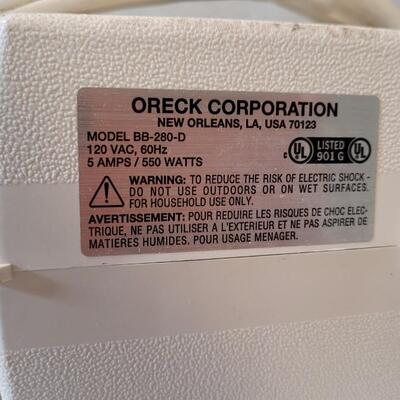 ORECK CORPORATION
NEW ORLEANS, LA, USA 70123
MODEL BB-280-D
120 VAC, 60Hz
5 AMPS / 550 WATTS
c UL UL LISTED
901 G
WARNING: TO REDUCE THE RISK OF ELECTRIC SHOCK -
DO NOT USE OUTDOORS OR ON WET SURFACES.
FOR HOUSEHOLD USE ONLY.
AVERTISSEMENT: POUR REDUIRE LES RISQUES DE CHOC ELEC-
TRIQUE, NE PAS UTILISER A L'EXTERIEUR ET NE PAS ASPIRER DE
MATIERES HUMIDES. POUR USAGE MENAGER.